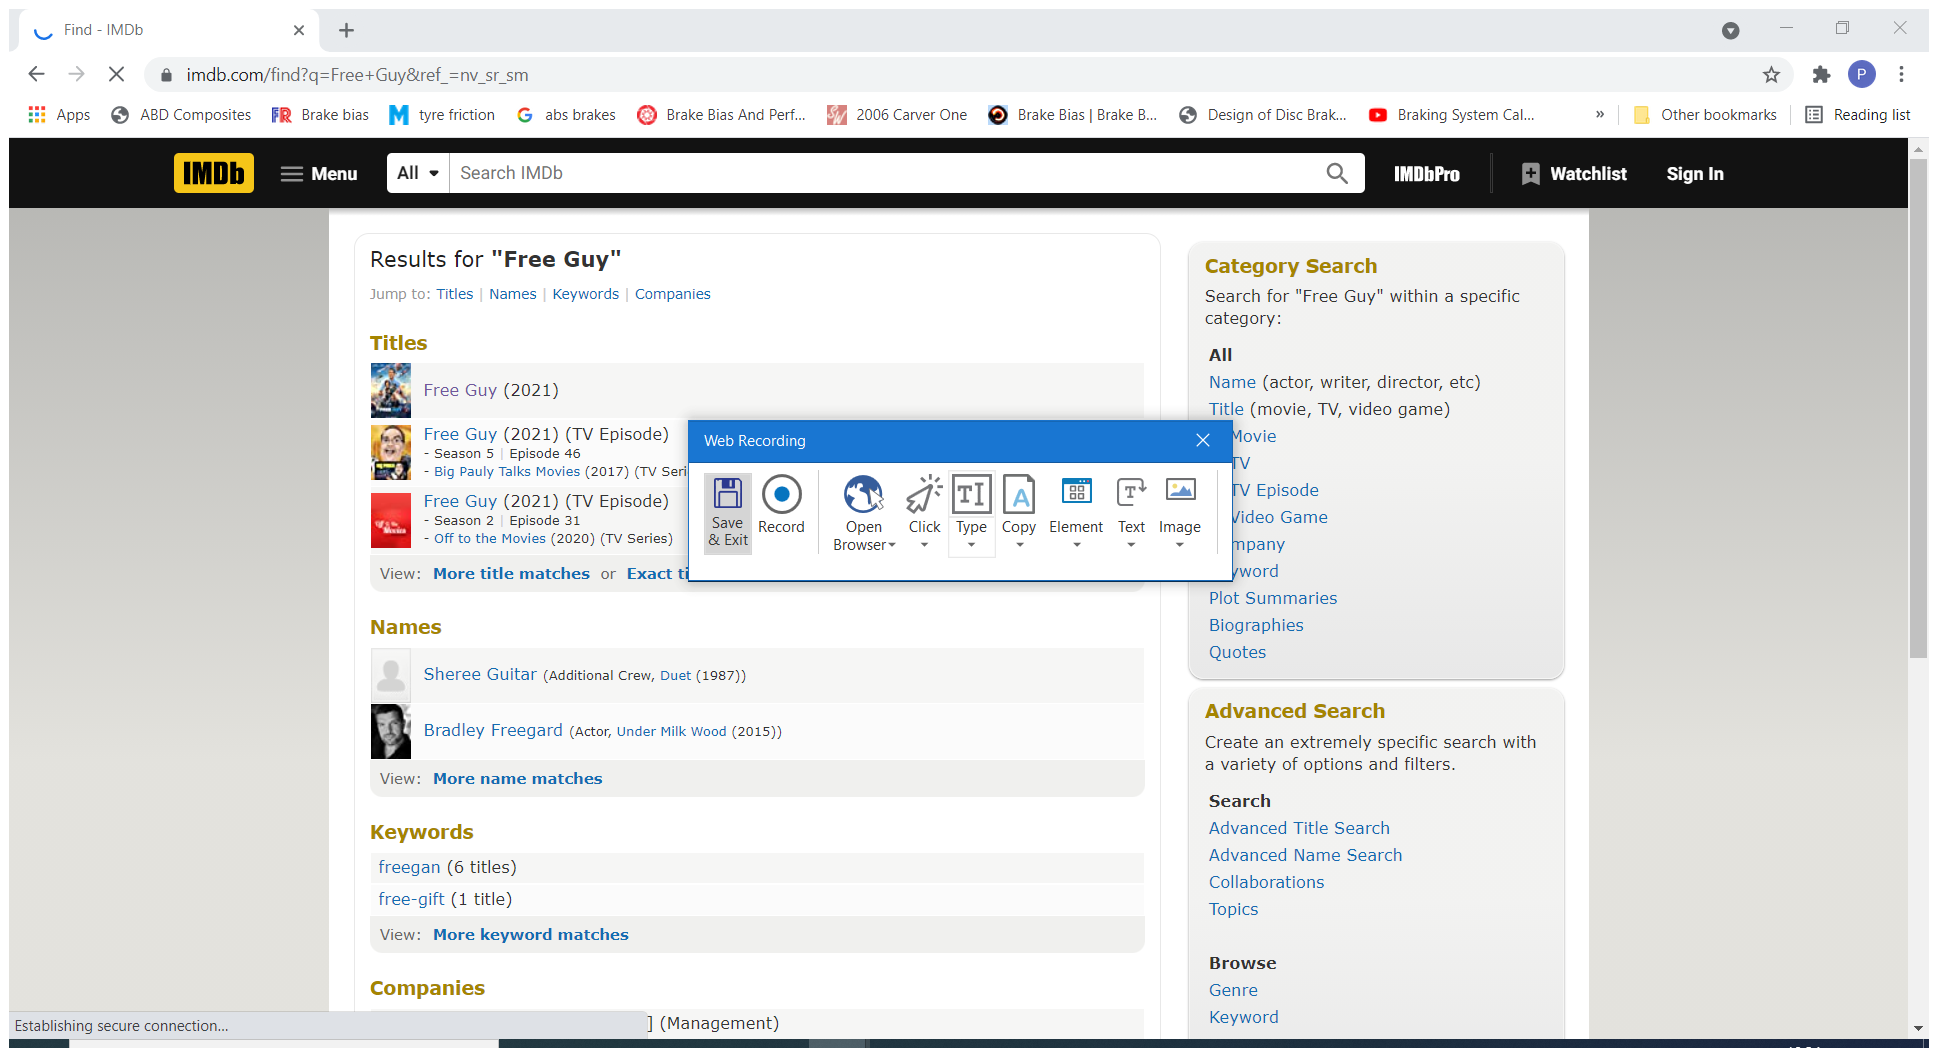 Find - IMDb
imdb.com/find?q=Free+Guy&ref_=nv_sr_sm
P
Apps
ABD Composites
Brake bias
tyre friction
abs brakes
Brake Bias And Perf...
2006 Carver One
Brake Bias | Brake B...
Design of Disc Brak...
Braking System Cal...
»
Other bookmarks
Reading list
IMDb
Menu
All
Search IMDb
IMDbPro
Watchlist
Sign In
Results for "Free Guy"
Jump to: Titles | Names | Keywords | Companies
Titles
Free Guy (2021)
Free Guy (2021) (TV Episode)
- Season 5 | Episode 46
- Big Pauly Talks Movies (2017) (TV Seri
Free Guy (2021) (TV Episode)
- Season 2 | Episode 31
- Off to the Movies (2020) (TV Series)
View: More title matches or Exact ti
Names
Sheree Guitar (Additional Crew, Duet (1987))
Bradley Freegard (Actor, Under Milk Wood (2015))
View: More name matches
Keywords
freegan (6 titles)
free-gift (1 title)
View: More keyword matches
Companies
] (Management)
Web Recording
Save & Exit
Record
Open Browser
Click
Type
Copy
Element
Text
Image
Category Search
Search for "Free Guy" within a specific
category:
All
Name (actor, writer, director, etc)
Title (movie, TV, video game)
Movie
TV
TV Episode
Video Game
mpany
yword
Plot Summaries
Biographies
Quotes
Advanced Search
Create an extremely specific search with
a variety of options and filters.
Search
Advanced Title Search
Advanced Name Search
Collaborations
Topics
Browse
Genre
Keyword
Establishing secure connection...